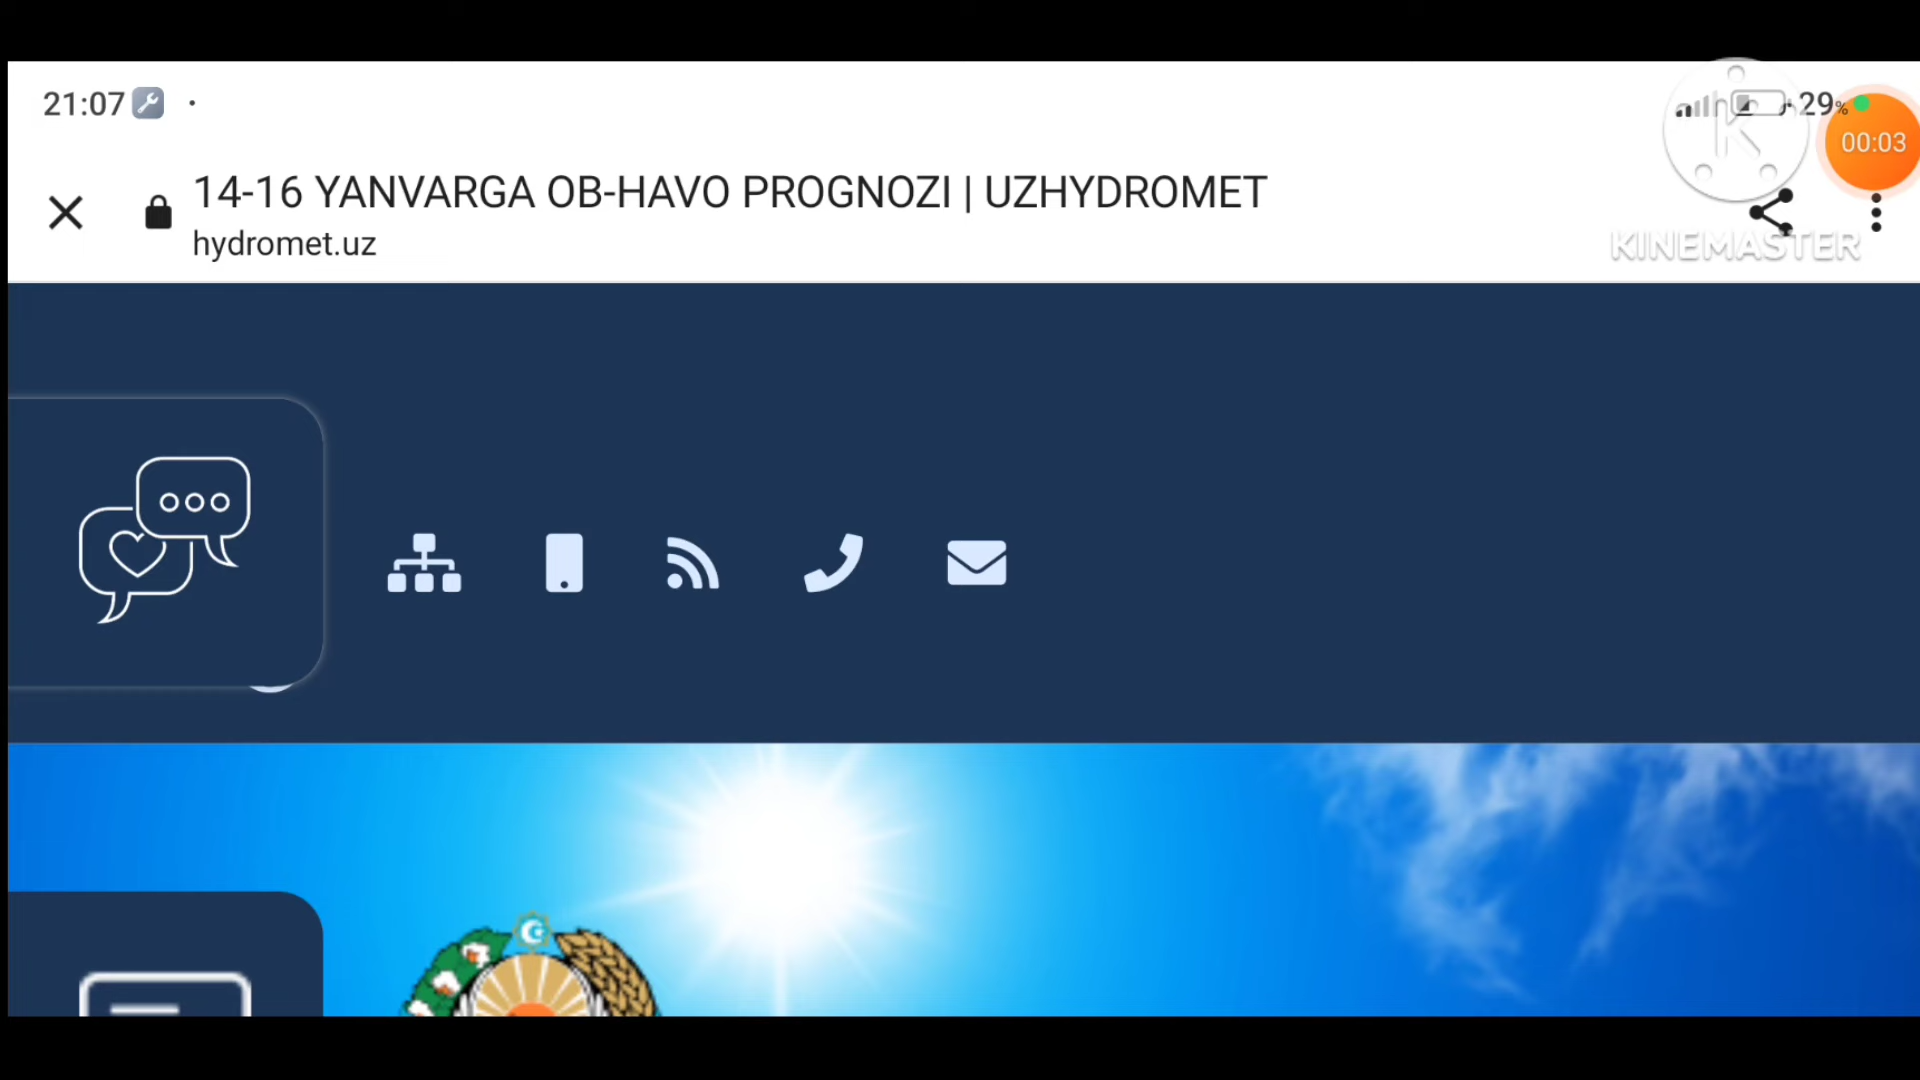 21:07
29%
00:03
14-16 YANVARGA OB-HAVO PROGNOZI | UZHYDROMET
hydromet.uz
K
KINEMASTER